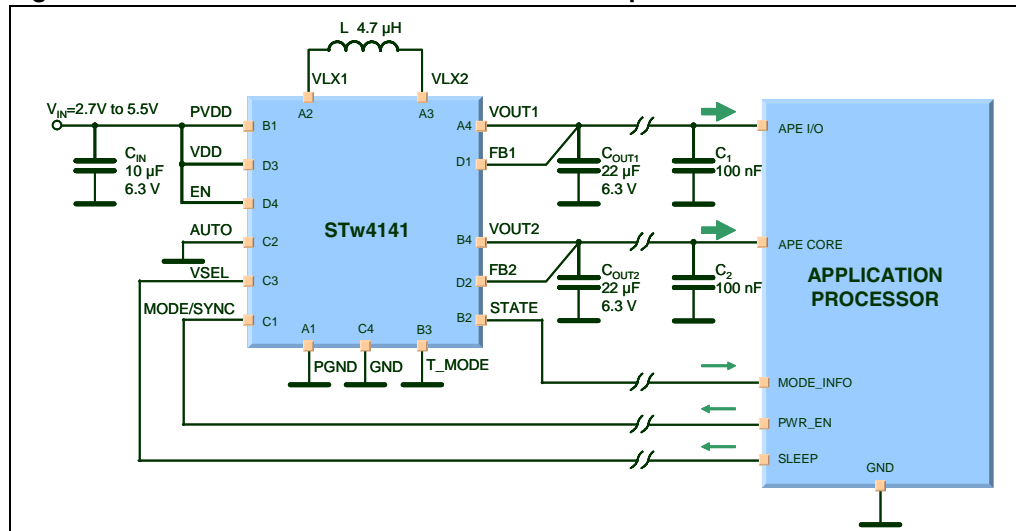 L 4.7 µH
VLX1
VLX2
A2
A3
VIN=2.7V to 5.5V
PVDD
B1
VOUT1
A4
APE I/O
VDD
D3
FB1
D1
CIN
10 µF
6.3 V
COUT1
22 µF
6.3 V
C1
100 nF
EN
D4
STw4141
AUTO
C2
VOUT2
B4
APE CORE
VSEL
C3
FB2
D2
COUT2
22 µF
6.3 V
C2
100 nF
APPLICATION
PROCESSOR
MODE/SYNC
C1
STATE
B2
A1
C4
B3
PGND
GND
T_MODE
MODE_INFO
PWR_EN
SLEEP
GND